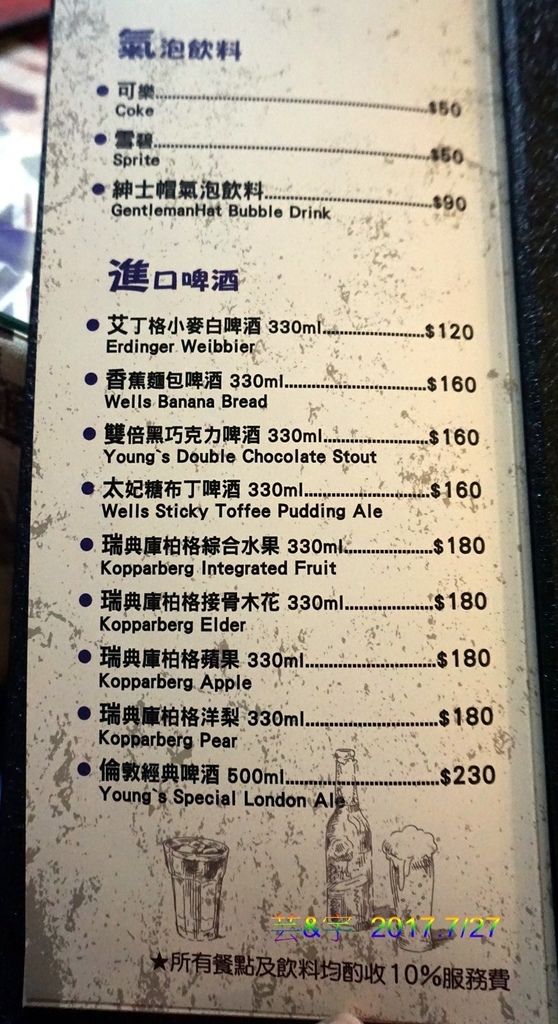 氣泡飲料
可樂..........$50
Coke
雪碧..........$50
Sprite
紳士帽氣泡飲料..........$90
GentlemanHat Bubble Drink
進口啤酒
艾丁格小麥白啤酒 330ml..........$120
Erdinger Weibbier
香蕉麵包啤酒 330ml..........$160
Wells Banana Bread
雙倍黑巧克力啤酒 330ml..........$160
Young`s Double Chocolate Stout
太妃糖布丁啤酒 330ml..........$160
Wells Sticky Toffee Pudding Ale
瑞典庫柏格綜合水果 330ml..........$180
Kopparberg Integrated Fruit
瑞典庫柏格接骨木花 330ml..........$180
Kopparberg Elder
瑞典庫柏格蘋果 330ml..........$180
Kopparberg Apple
瑞典庫柏格洋梨 330ml..........$180
Kopparberg Pear
倫敦經典啤酒 500ml..........$230
Young`s Special London Ale
芸&宇 2017.7/27
★所有餐點及飲料均酌收10%服務費